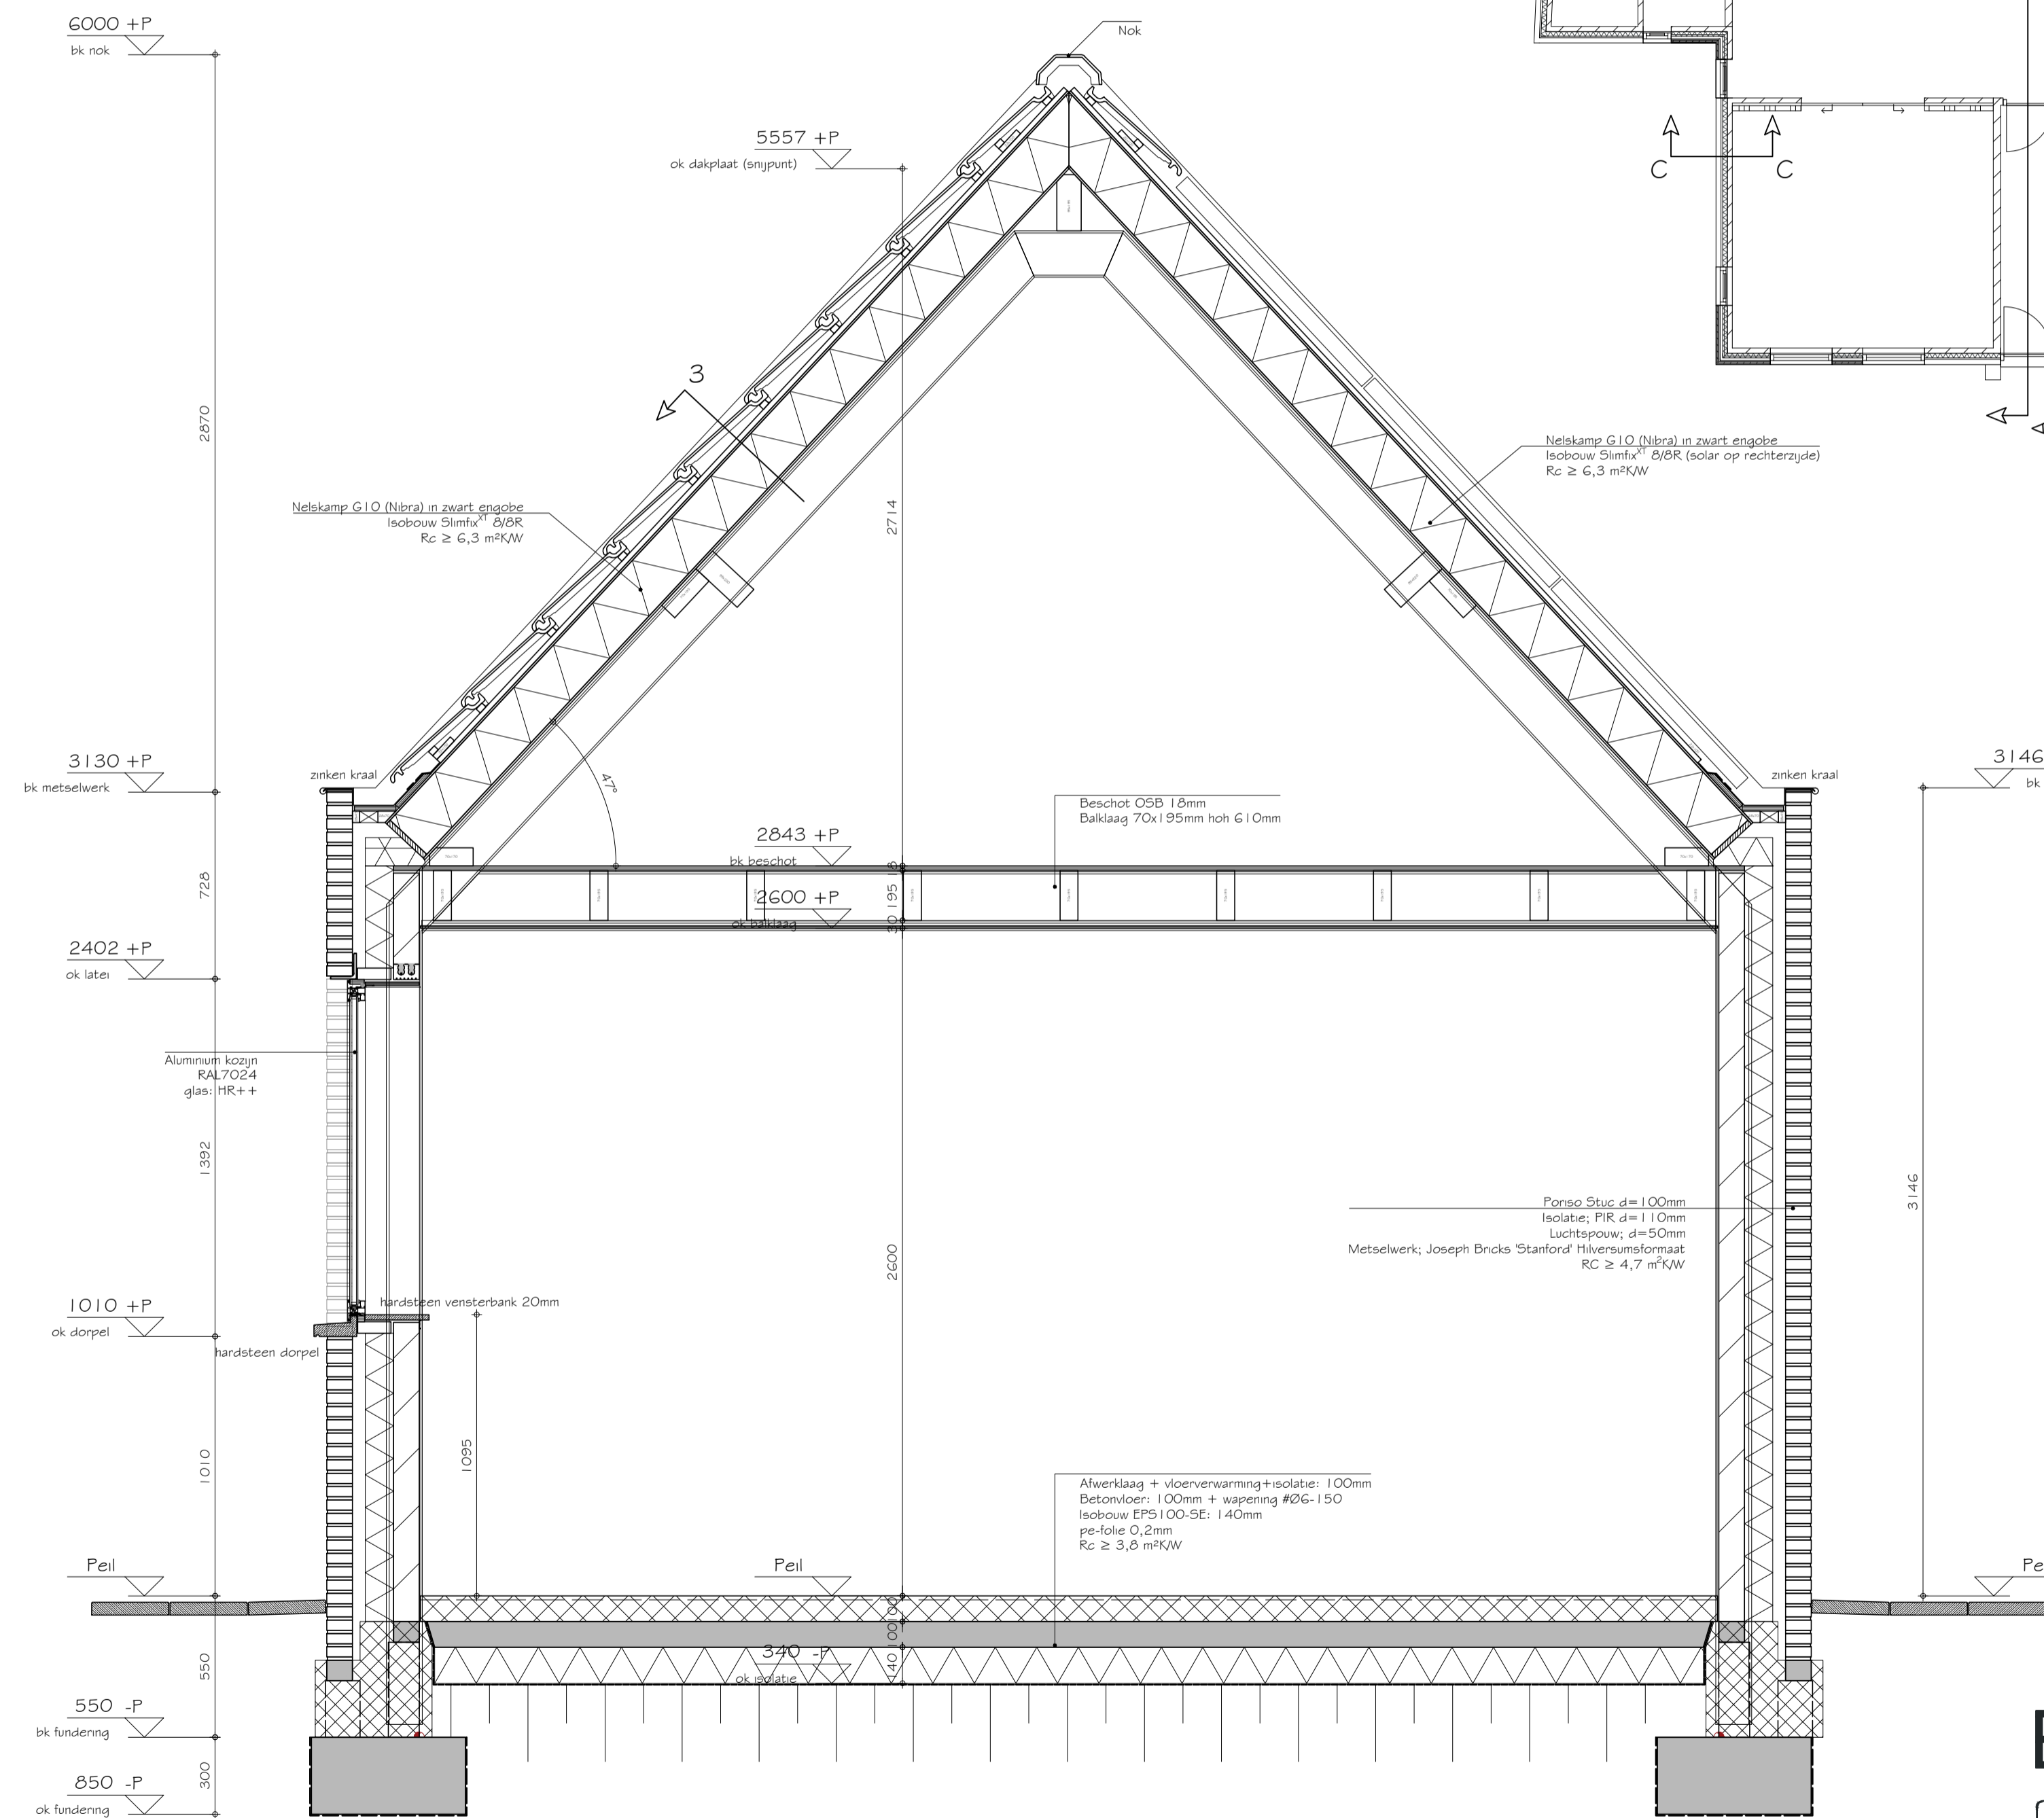 6000 +P
bk nok
Nok
5557 +P
ok dakplaat (snijpunt)
C
C
3
2870
2714
Nelskamp G10 (Nibra) in zwart engobe
Isobouw Slimfix^XT 8/8R (solar op rechterzijde)
Rc ≥ 6,3 m²K/W
Nelskamp G10 (Nibra) in zwart engobe
Isobouw Slimfix^XT 8/8R
Rc ≥ 6,3 m²K/W
3130 +P
bk metselwerk
zinken kraal
47°
zinken kraal
3146
bk
Beschot OSB 18mm
Balklaag 70x195mm hoh 610mm
2843 +P
bk beschot
18
195
30
2600 +P
ok balklaag
728
2402 +P
ok latei
Aluminium kozijn
RAL7024
glas: HR++
1392
3146
Poriso Stuc d=100mm
Isolatie; PIR d=110mm
Luchtspouw; d=50mm
Metselwerk; Joseph Bricks 'Stanford' Hilversumsformaat
RC ≥ 4,7 m²K/W
2600
hardsteen vensterbank 20mm
1010 +P
ok dorpel
hardsteen dorpel
1010
1095
Afwerklaag + vloerverwarming+isolatie: 100mm
Betonvloer: 100mm + wapening #Ø6-150
Isobouw EPS100-SE: 140mm
pe-folie 0,2mm
Rc ≥ 3,8 m²K/W
Peil
Peil
Pe
100
100
140
340 -P
ok isolatie
550
550 -P
bk fundering
300
850 -P
ok fundering